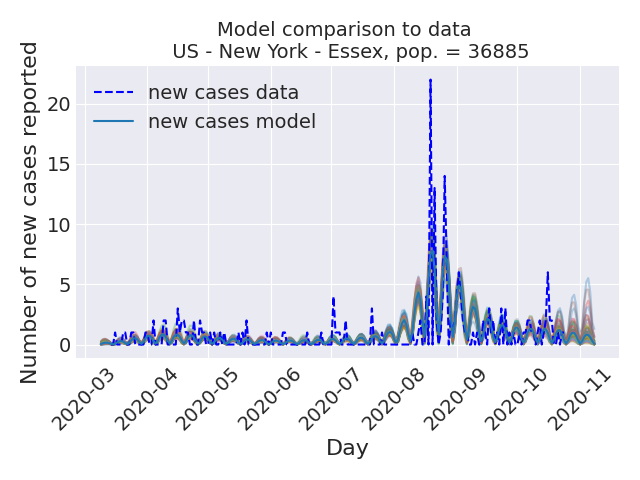 Model comparison to data
US - New York - Essex, pop. = 36885
Number of new cases reported
20
15
10
5
0
new cases data
new cases model
2020-03
2020-04
2020-05
2020-06
2020-07
2020-08
2020-09
2020-10
2020-11
Day